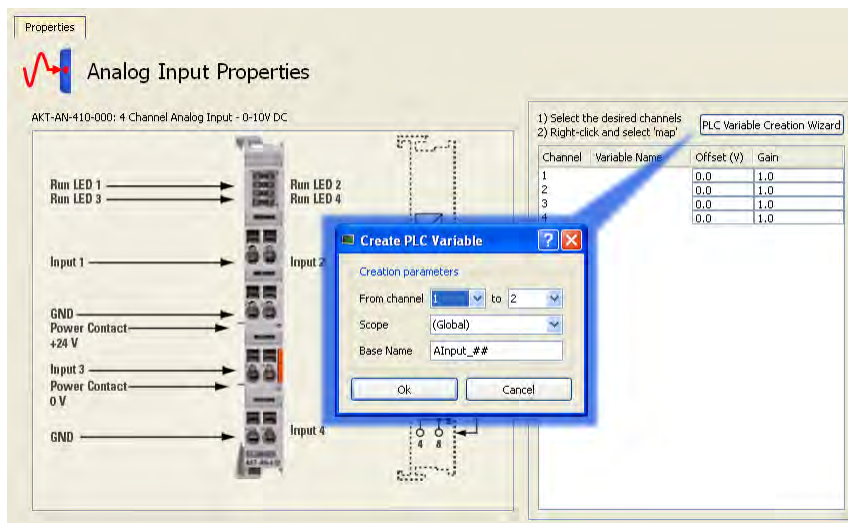 Properties
Analog Input Properties
AKT-AN-410-000: 4 Channel Analog Input - 0-10V DC
Run LED 1
Run LED 3
Run LED 2
Run LED 4
Input 1
Input 2
GND
Power Contact
+24 V
Input 3
Power Contact
0 V
GND
Input 4
4 8
1) Select the desired channels
2) Right-click and select 'map'
PLC Variable Creation Wizard
Channel Variable Name Offset (V) Gain
1 0.0 1.0
2 0.0 1.0
3 0.0 1.0
4 0.0 1.0
Create PLC Variable
Creation parameters
From channel 1 to 2
Scope (Global)
Base Name AInput_##
Ok Cancel